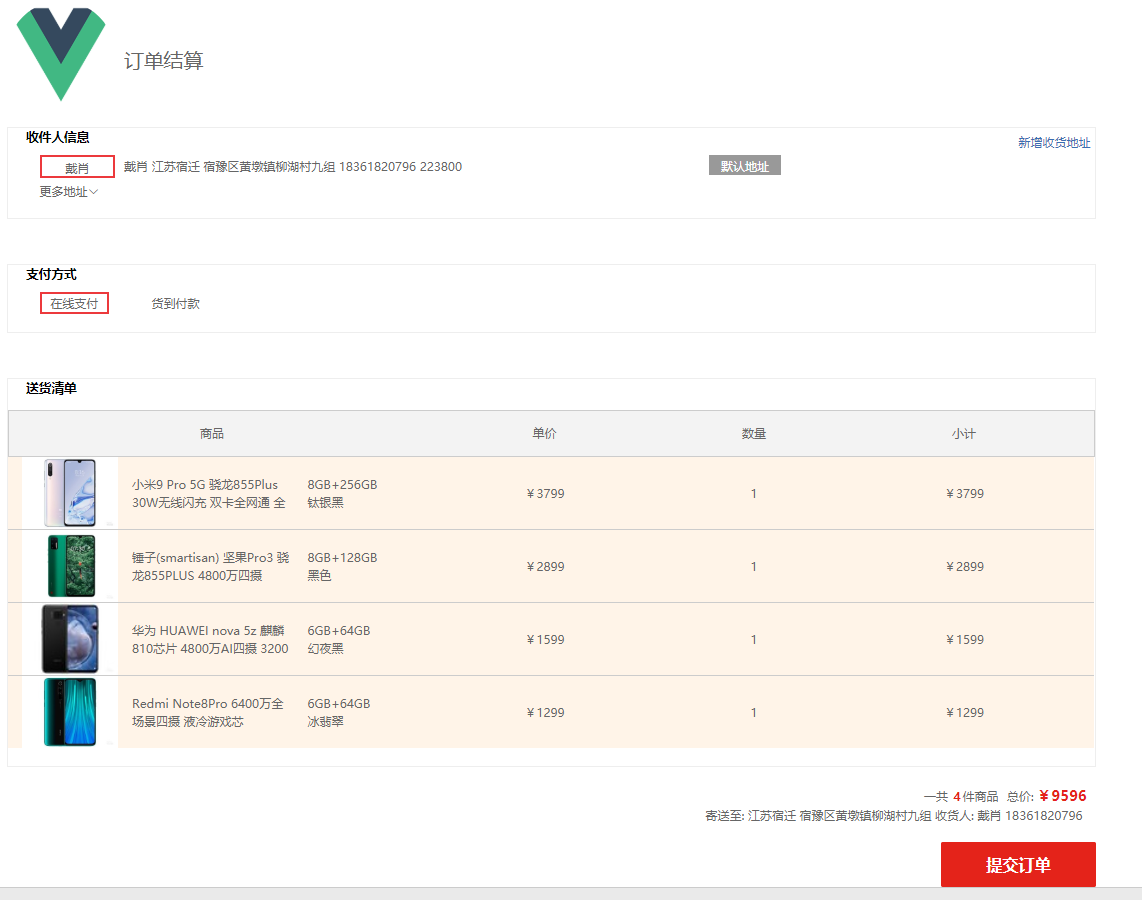 订单结算
收件人信息
新增收货地址
戴肖 戴肖 江苏宿迁 宿豫区黄墩镇柳湖村九组 18361820796 223800 默认地址
更多地址
支付方式
在线支付 货到付款
送货清单
商品 单价 数量 小计
小米9 Pro 5G 骁龙855Plus 8GB+256GB
30W无线闪充 双卡全网通 全 钛银黑
¥3799 1 ¥3799
锤子(smartisan) 坚果Pro3 骁 8GB+128GB
龙855PLUS 4800万四摄 黑色
¥2899 1 ¥2899
华为 HUAWEI nova 5z 麒麟 6GB+64GB
810芯片 4800万AI四摄 3200 幻夜黑
¥1599 1 ¥1599
Redmi Note8Pro 6400万全 6GB+64GB
场景四摄 液冷游戏芯 冰翡翠
¥1299 1 ¥1299
一共 4件商品 总价: ¥9596
寄送至: 江苏宿迁 宿豫区黄墩镇柳湖村九组 收货人: 戴肖 18361820796
提交订单